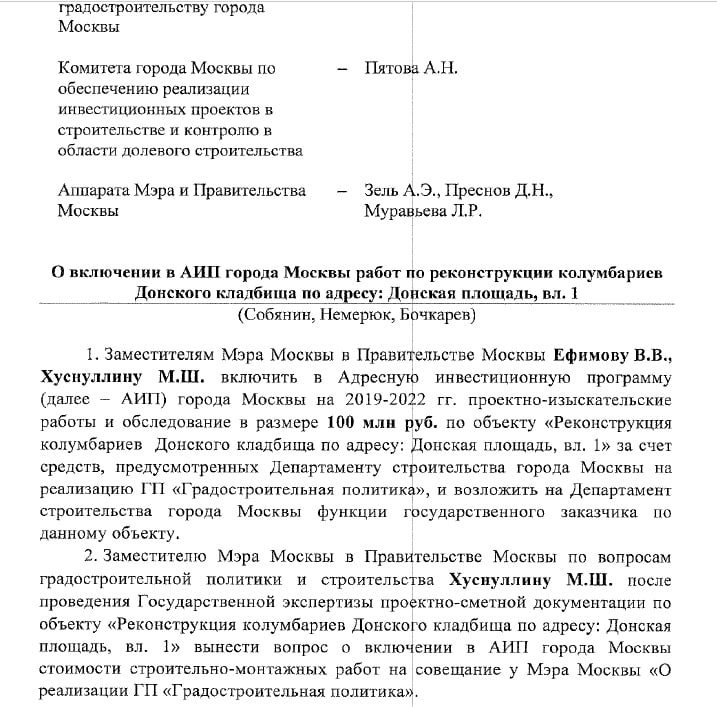 градостроительству города
Москвы
Комитета города Москвы по
обеспечению реализации
инвестиционных проектов в
строительстве и контролю в
области долевого строительства
– Пятова А.Н.
Аппарата Мэра и Правительства
Москвы
– Зель А.Э., Преснов Д.Н.,
Муравьева Л.Р.
О включении в АИП города Москвы работ по реконструкции колумбариев
Донского кладбища по адресу: Донская площадь, вл. 1
(Собянин, Немерюк, Бочкарев)
1. Заместителям Мэра Москвы в Правительстве Москвы Ефимову В.В.,
Хуснуллину М.Ш. включить в Адресную инвестиционную программу
(далее – АИП) города Москвы на 2019-2022 гг. проектно-изыскательские
работы и обследование в размере 100 млн руб. по объекту «Реконструкция
колумбариев Донского кладбища по адресу: Донская площадь, вл. 1» за счет
средств, предусмотренных Департаменту строительства города Москвы на
реализацию ГП «Градостроительная политика», и возложить на Департамент
строительства города Москвы функции государственного заказчика по
данному объекту.
2. Заместителю Мэра Москвы в Правительстве Москвы по вопросам
градостроительной политики и строительства Хуснуллину М.Ш. после
проведения Государственной экспертизы проектно-сметной документации по
объекту «Реконструкция колумбариев Донского кладбища по адресу: Донская
площадь, вл. 1» вынести вопрос о включении в АИП города Москвы
стоимости строительно-монтажных работ на совещание у Мэра Москвы «О
реализации ГП «Градостроительная политика».